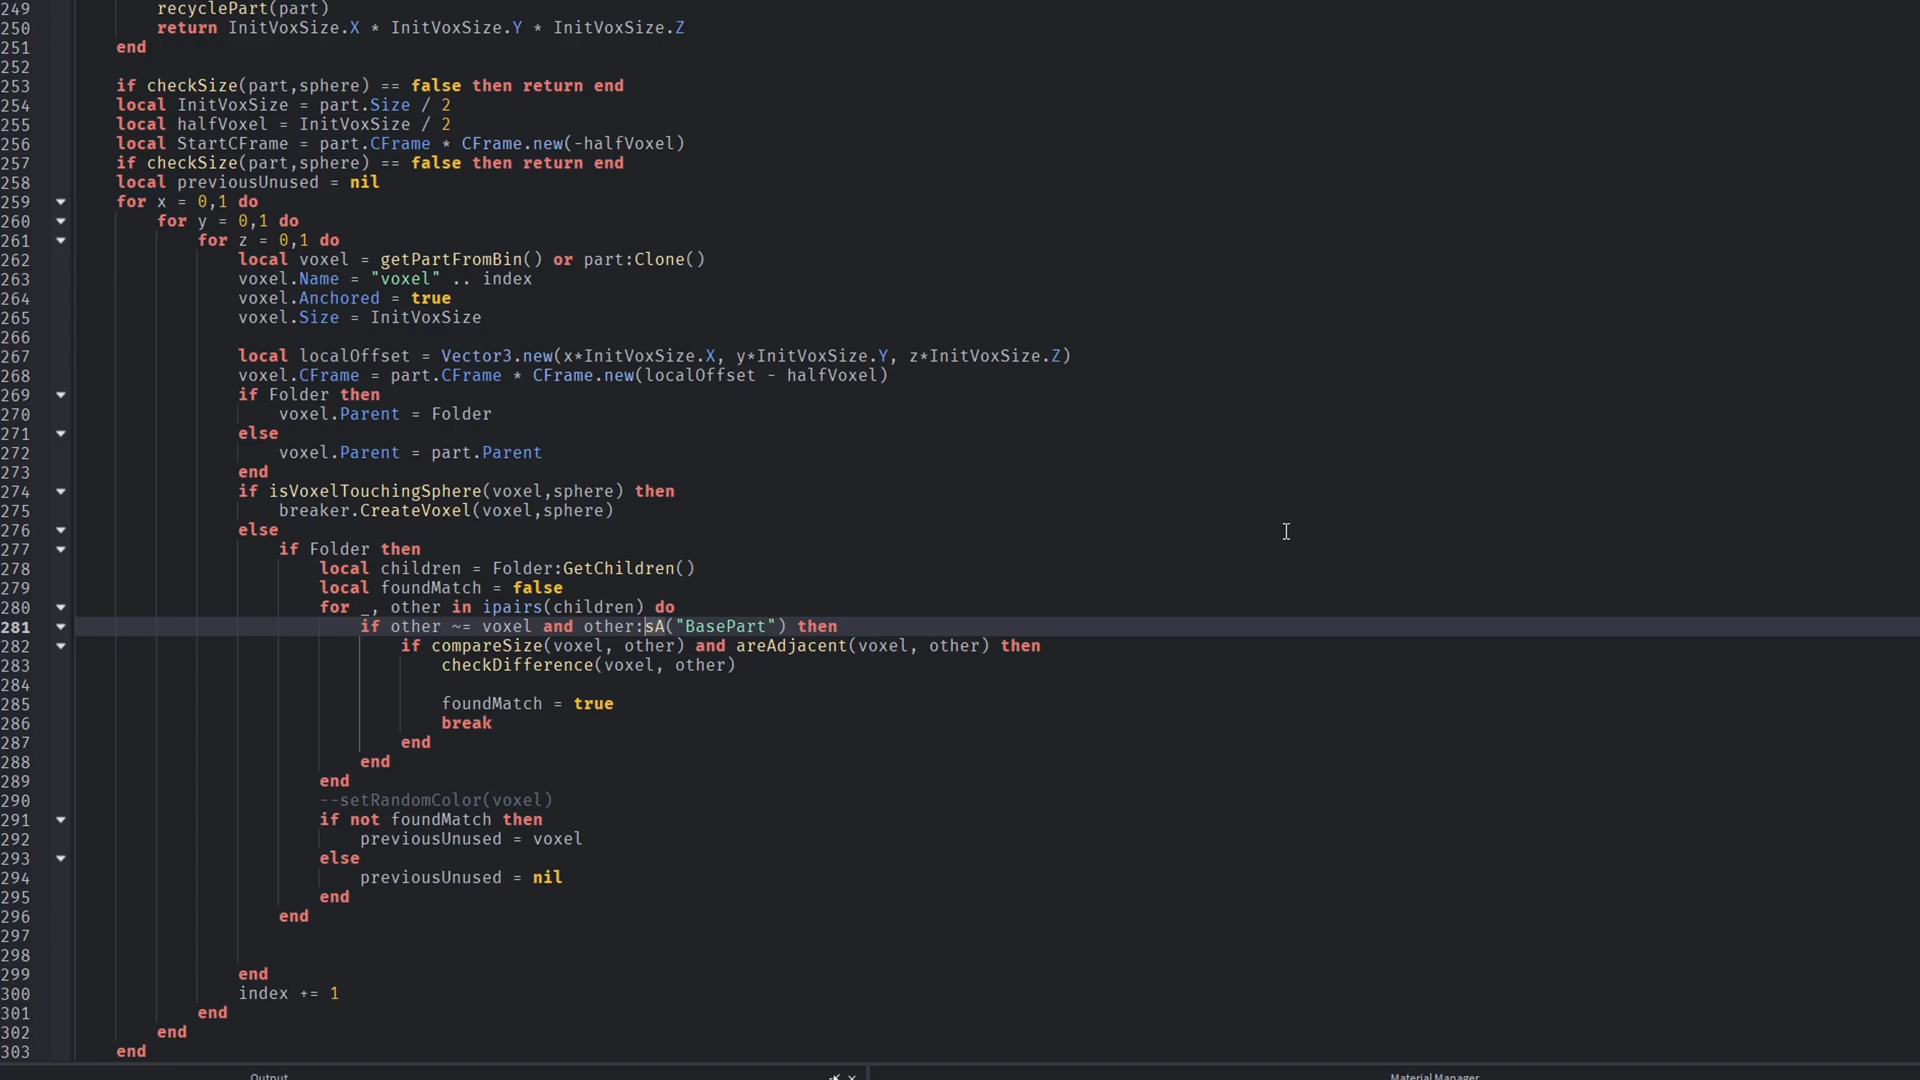 249 recyclePart(part)
250 return InitVoxSize.X * InitVoxSize.Y * InitVoxSize.Z
251 end
252
253 if checkSize(part,sphere) == false then return end
254 local InitVoxSize = part.Size / 2
255 local halfVoxel = InitVoxSize / 2
256 local StartCFrame = part.CFrame * CFrame.new(-halfVoxel)
257 if checkSize(part,sphere) == false then return end
258 local previousUnused = nil
259 for x = 0,1 do
260 for y = 0,1 do
261 for z = 0,1 do
262 local voxel = getPartFromBin() or part:Clone()
263 voxel.Name = "voxel" .. index
264 voxel.Anchored = true
265 voxel.Size = InitVoxSize
266
267 local localOffset = Vector3.new(x*InitVoxSize.X, y*InitVoxSize.Y, z*InitVoxSize.Z)
268 voxel.CFrame = part.CFrame * CFrame.new(localOffset - halfVoxel)
269 if Folder then
270 voxel.Parent = Folder
271 else
272 voxel.Parent = part.Parent
273 end
274 if isVoxelTouchingSphere(voxel,sphere) then
275 breaker.CreateVoxel(voxel,sphere)
276 else
277 if Folder then
278 local children = Folder:GetChildren()
279 local foundMatch = false
280 for _, other in ipairs(children) do
281 if other ~= voxel and other:sA("BasePart") then
282 if compareSize(voxel, other) and areAdjacent(voxel, other) then
283 checkDifference(voxel, other)
284
285 foundMatch = true
286 break
287 end
288 end
289 end
290 --setRandomColor(voxel)
291 if not foundMatch then
292 previousUnused = voxel
293 else
294 previousUnused = nil
295 end
296 end
297
298
299 end
300 index += 1
301 end
302 end
303 end
Output
Material Manager